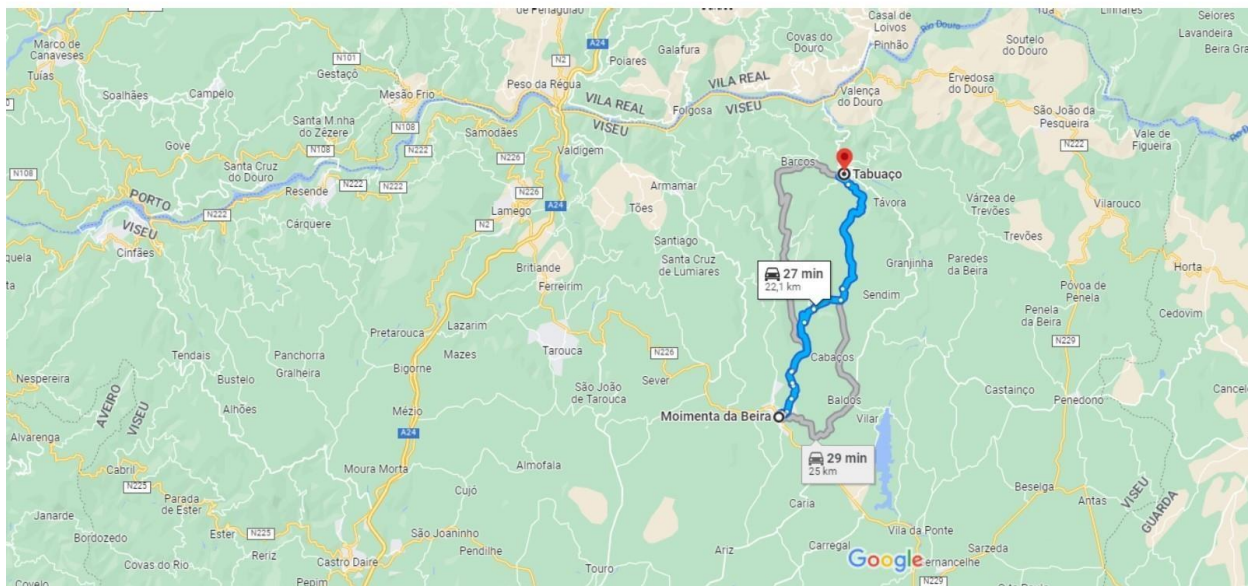 de Penaguião
Marco de
Canaveses
Tuías
Soalhães
Campelo
N101
Gestaçô
Mesão Frio
N2
A24
Poiares
Galafura
Covas do
Douro
Casal de
Loivos
Pinhão
Rio Douro
Soutelo
do Douro
Linhares
Selores
Lavandeira
Beira Gra
Peso da Régua
VILA REAL
VISEU
Folgosa
VILA REAL
VISEU
Valença
do Douro
Ervedosa
do Douro
São João da
Pesqueira
N222
Vale de
Figueira
Santa M nha
do Zêzere
N108
N108
N222
Samodães
N226
Valdigem
Gove
Santa Cruz
do Douro
Resende
N222
N222
N108
PORTO
VISEU
N222
Cinfães
Cárquere
Lamego
N226
N2
A24
Armamar
Tões
Barcos
Tabuaço
Távora
Várzea de
Trevões
Vilarouco
Trevões
Britiande
Ferreirim
Santiago
Santa Cruz
de Lumiares
Granjinha
Paredes
da Beira
Horta
27 min
22,1 km
Sendim
Póvoa de
Penela
Penela
da Beira
N229
Cedovim
Pretarouca
Lazarim
Mazes
Bigorne
Tarouca
N226
Sever
Cabaços
Tendais
Panchorra
Gralheira
Nespereira
Bustelo
Alhões
AVEIRO
VISEU
Mézio
A24
São João
de Tarouca
Moimenta da Beira
Baldos
Vilar
Castainço
Penedono
Alvarenga
Cabril
N225
Parada
de Ester
Moura Morta
Almofala
Cujó
29 min
25 km
Caria
Beselga
Antas
VISEU
GUARDA
Janarde
Bordozedo
Ester
N225
Reriz
Castro Daire
São Joaninho
Pendilhe
Ariz
Carregal
Vila da Ponte
Google
ernancelhe
Sarzeda
N229
Covas do Rio
Pepim
Touro